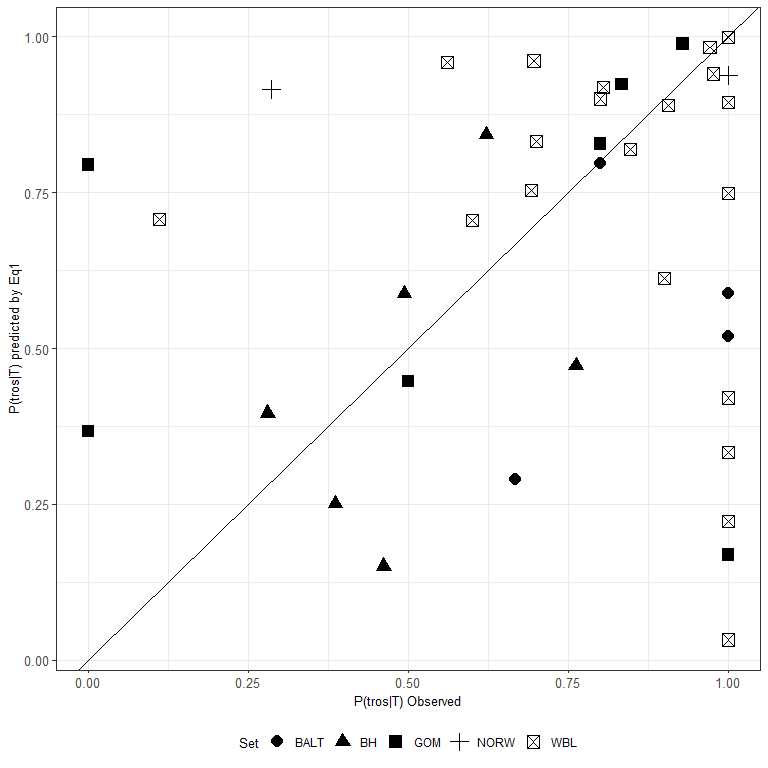 1.00
0.75
0.50
0.25
0.00
P(tros|T) predicted by Eq1
0.00 0.25 0.50 0.75 1.00
P(tros|T) Observed
Set BALT BH GOM NORW WBL